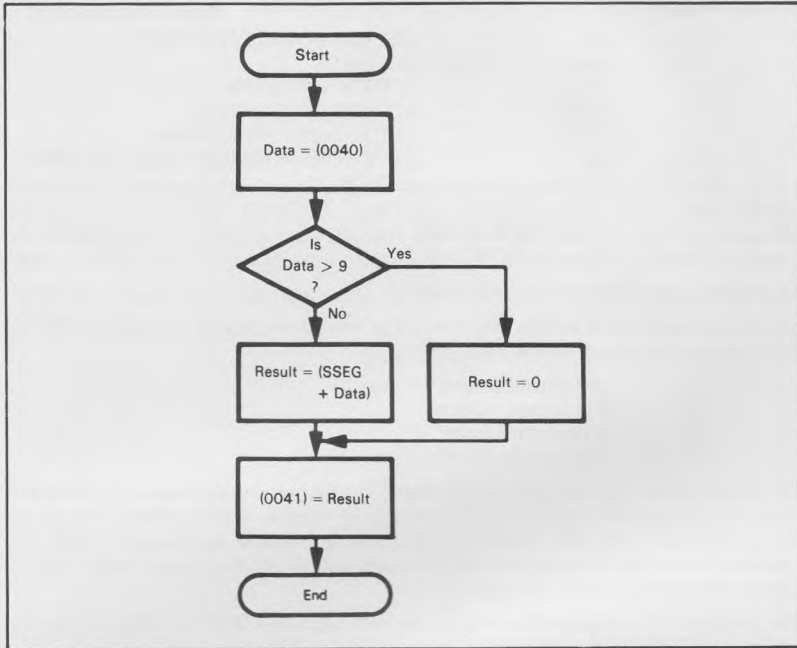 Start
Data = (0040)
Is
Data > 9
?
Yes
No
Result = (SSEG
+ Data)
Result = 0
(0041) = Result
End